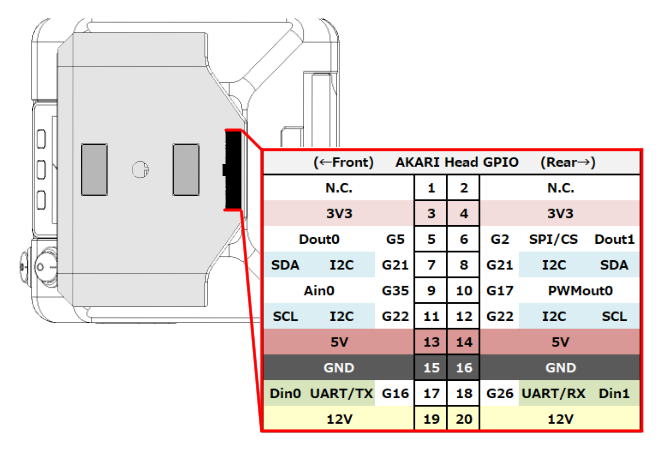 (←Front) AKARI Head GPIO (Rear→)
N.C. 1 2 N.C.
3V3 3 4 3V3
Dout0 G5 5 6 G2 SPI/CS Dout1
SDA I2C G21 7 8 G21 I2C SDA
Ain0 G35 9 10 G17 PWMout0
SCL I2C G22 11 12 G22 I2C SCL
5V 13 14 5V
GND 15 16 GND
Din0 UART/TX G16 17 18 G26 UART/RX Din1
12V 19 20 12V